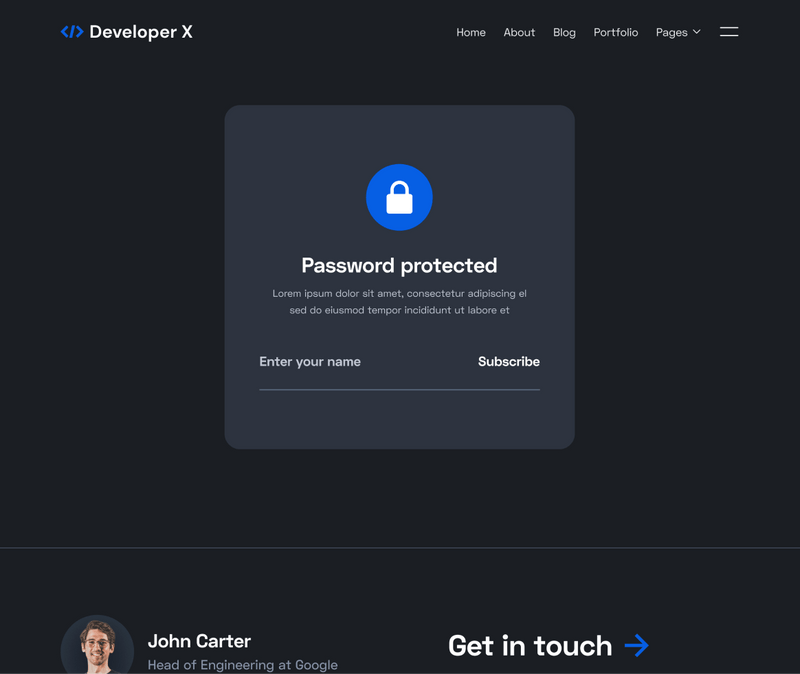 </> Developer X
Home About Blog Portfolio Pages
Password protected
Lorem ipsum dolor sit amet, consectetur adipiscing el
sed do eiusmod tempor incididunt ut labore et
Enter your name Subscribe
John Carter
Head of Engineering at Google
Get in touch →